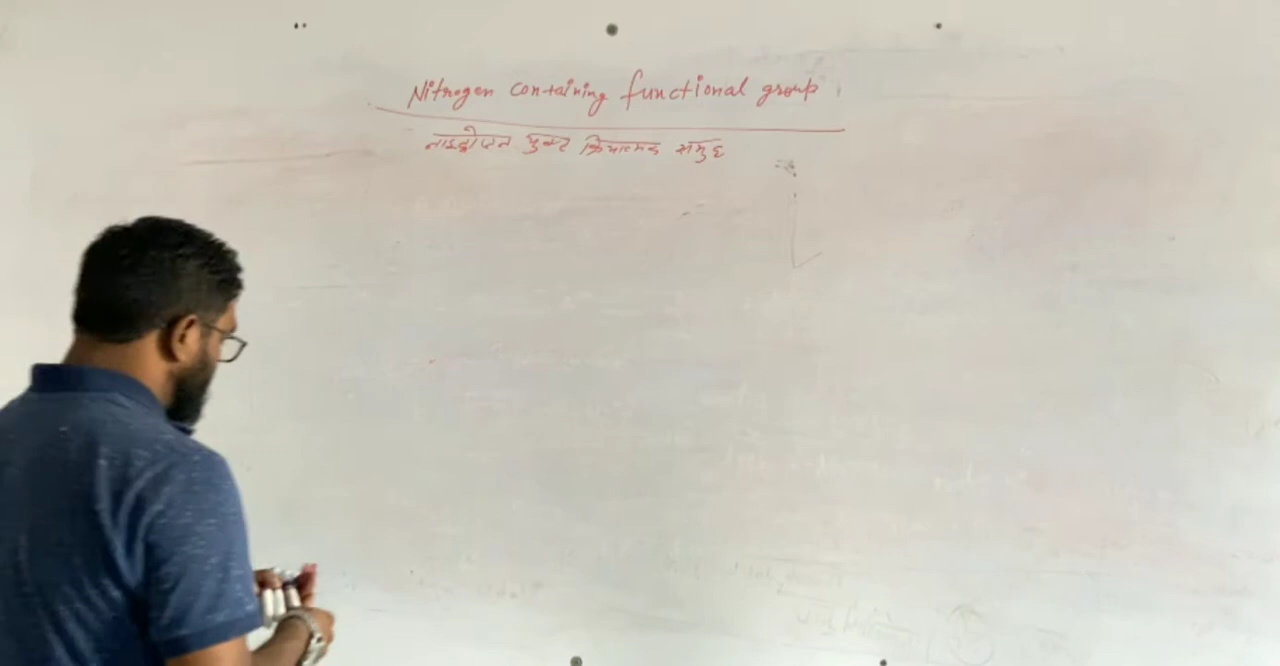 Nitrogen containing functional group
नाइट्रोजन युक्त क्रियात्मक समुह